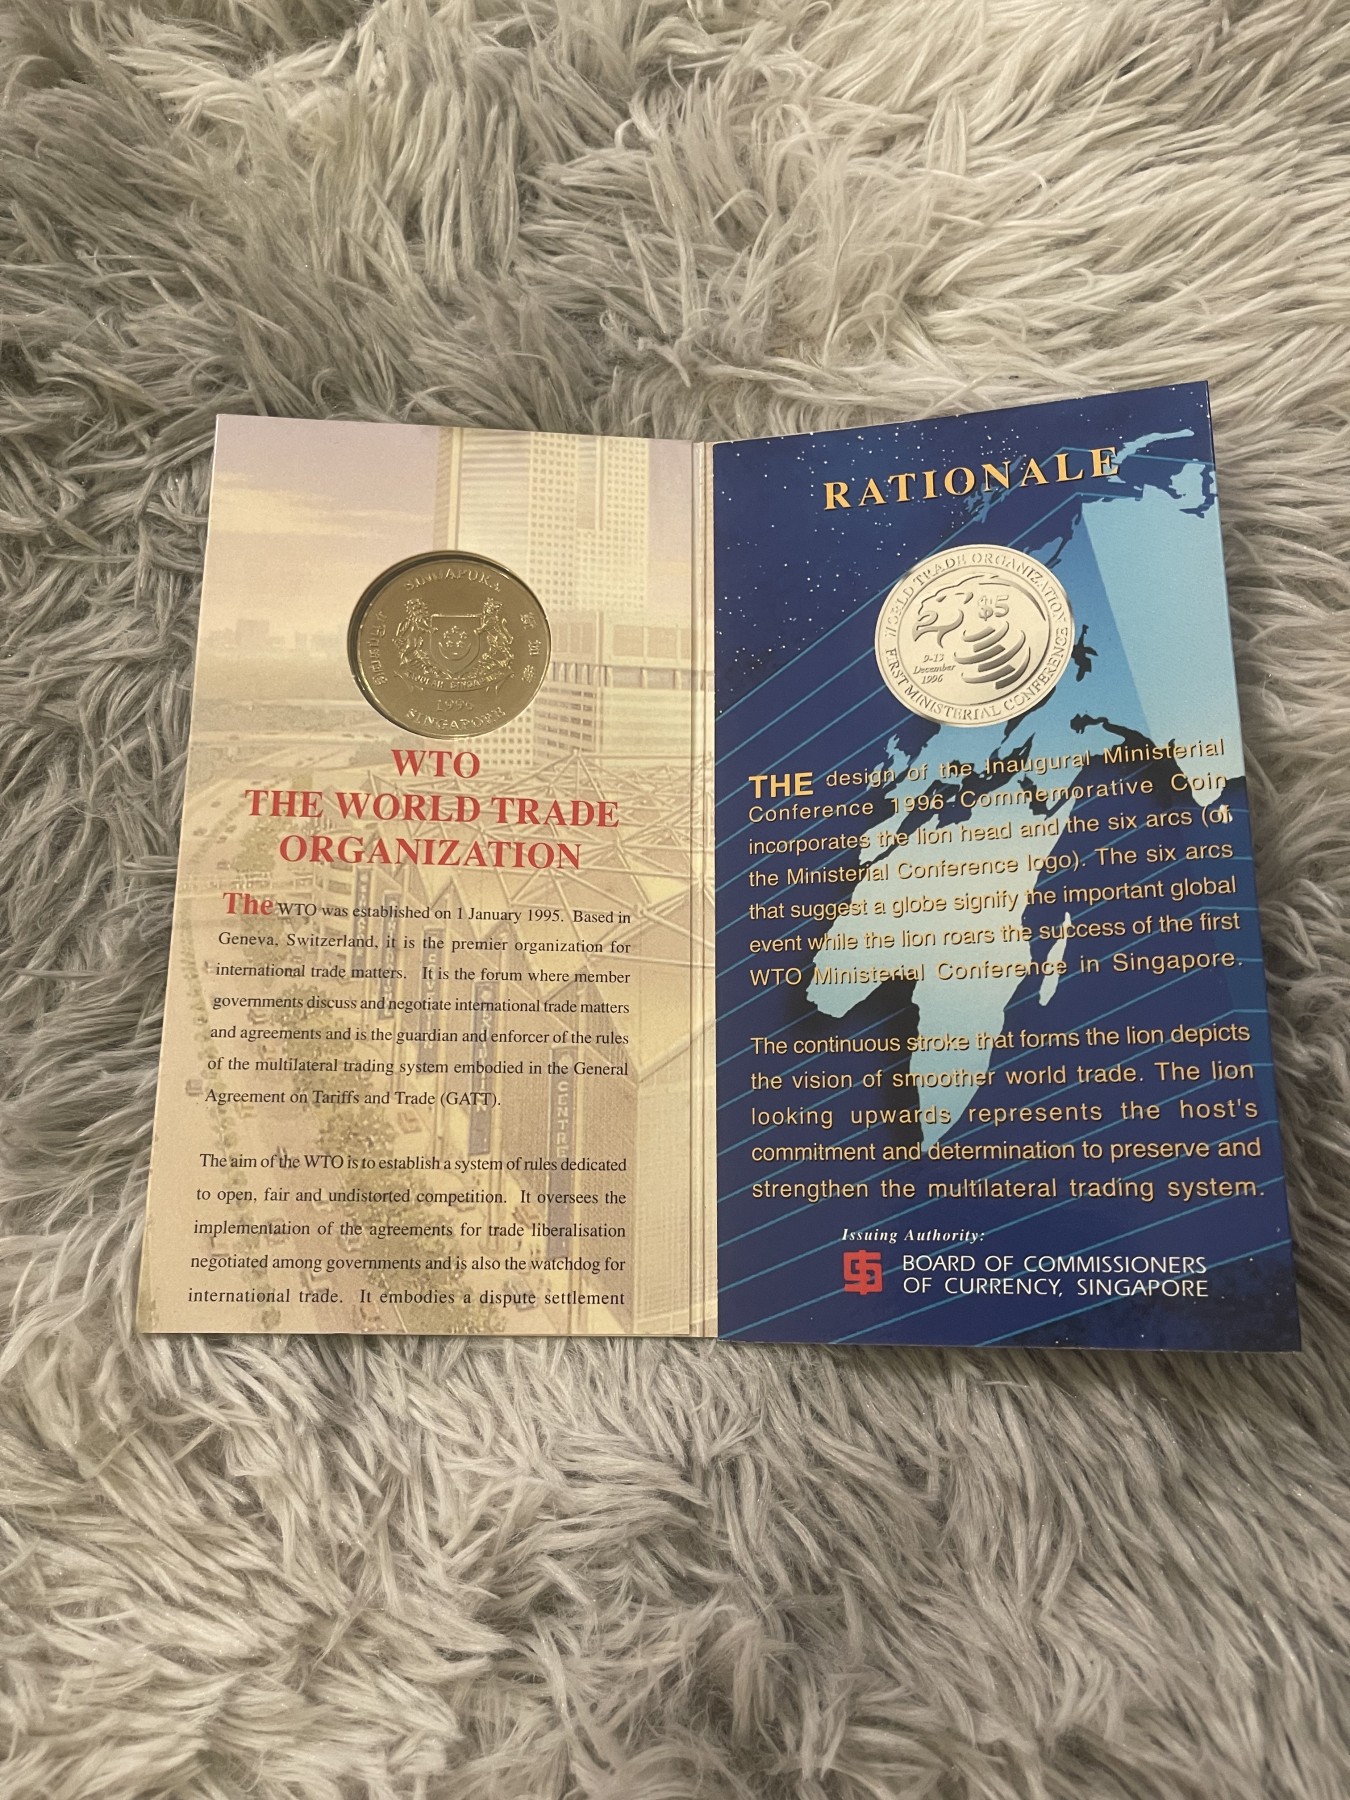 SINGAPURA
சிங்கப்பூர்
新加坡
MAJULAH SINGAPURA
1996
SINGAPORE
WTO
THE WORLD TRADE
ORGANIZATION
The WTO was established on 1 January 1995. Based in
Geneva, Switzerland, it is the premier organization for
international trade matters. It is the forum where member
governments discuss and negotiate international trade matters
and agreements and is the guardian and enforcer of the rules
of the multilateral trading system embodied in the General
Agreement on Tariffs and Trade (GATT).
The aim of the WTO is to establish a system of rules dedicated
to open, fair and undistorted competition. It oversees the
implementation of the agreements for trade liberalisation
negotiated among governments and is also the watchdog for
international trade. It embodies a dispute settlement
CENTRE
RATIONALE
WORLD TRADE ORGANIZATION
$5
9-13
December
1996
FIRST MINISTERIAL CONFERENCE
THE design of the Inaugural Ministerial
Conference 1996 Commemorative Coin
incorporates the lion head and the six arcs (of
the Ministerial Conference logo). The six arcs
that suggest a globe signify the important global
event while the lion roars the success of the first
WTO Ministerial Conference in Singapore.
The continuous stroke that forms the lion depicts
the vision of smoother world trade. The lion
looking upwards represents the host's
commitment and determination to preserve and
strengthen the multilateral trading system.
Issuing Authority:
BOARD OF COMMISSIONERS
OF CURRENCY, SINGAPORE